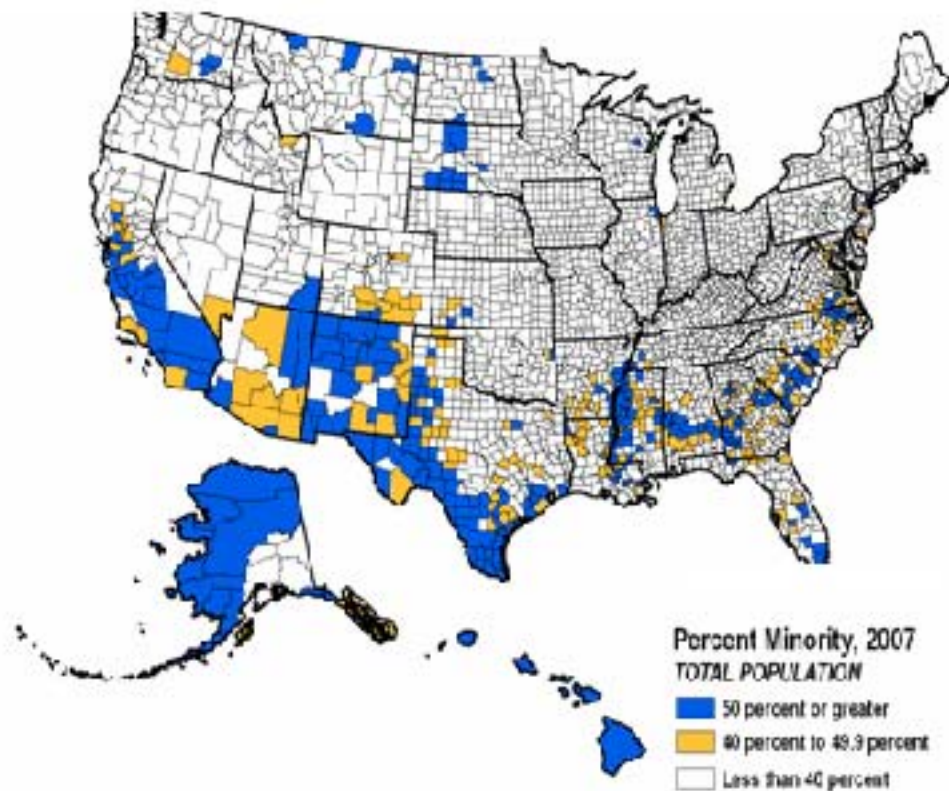 Percent Minority, 2007
TOTAL POPULATION
50 percent or greater
40 percent to 49.9 percent
Less than 40 percent